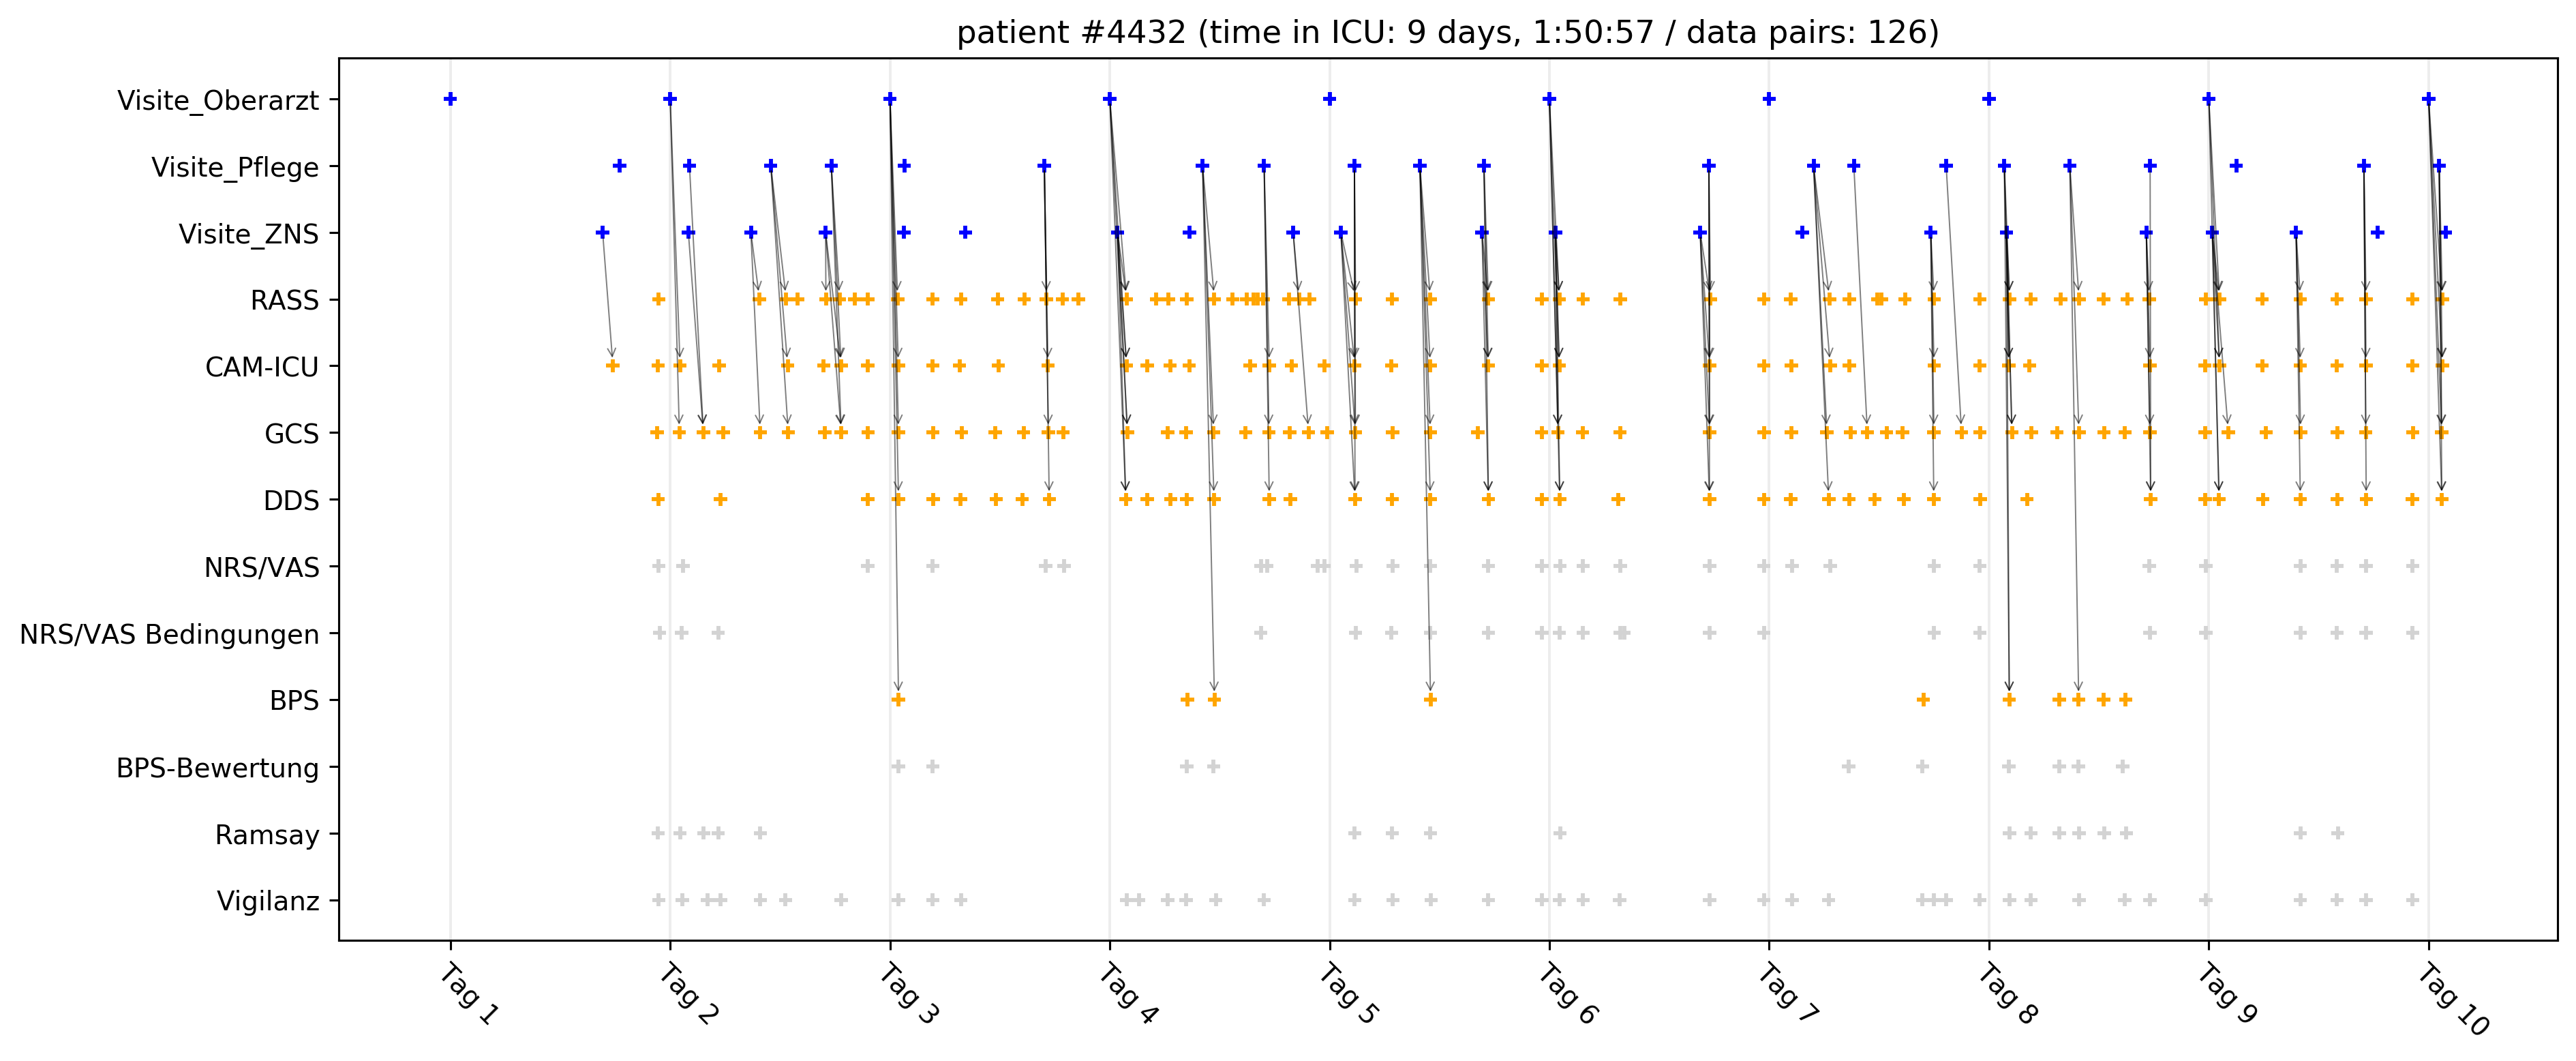 patient #4432 (time in ICU: 9 days, 1:50:57 / data pairs: 126)
Visite_Oberarzt
Visite_Pflege
Visite_ZNS
RASS
CAM-ICU
GCS
DDS
NRS/VAS
NRS/VAS Bedingungen
BPS
BPS-Bewertung
Ramsay
Vigilanz
Tag 1
Tag 2
Tag 3
Tag 4
Tag 5
Tag 6
Tag 7
Tag 8
Tag 9
Tag 10